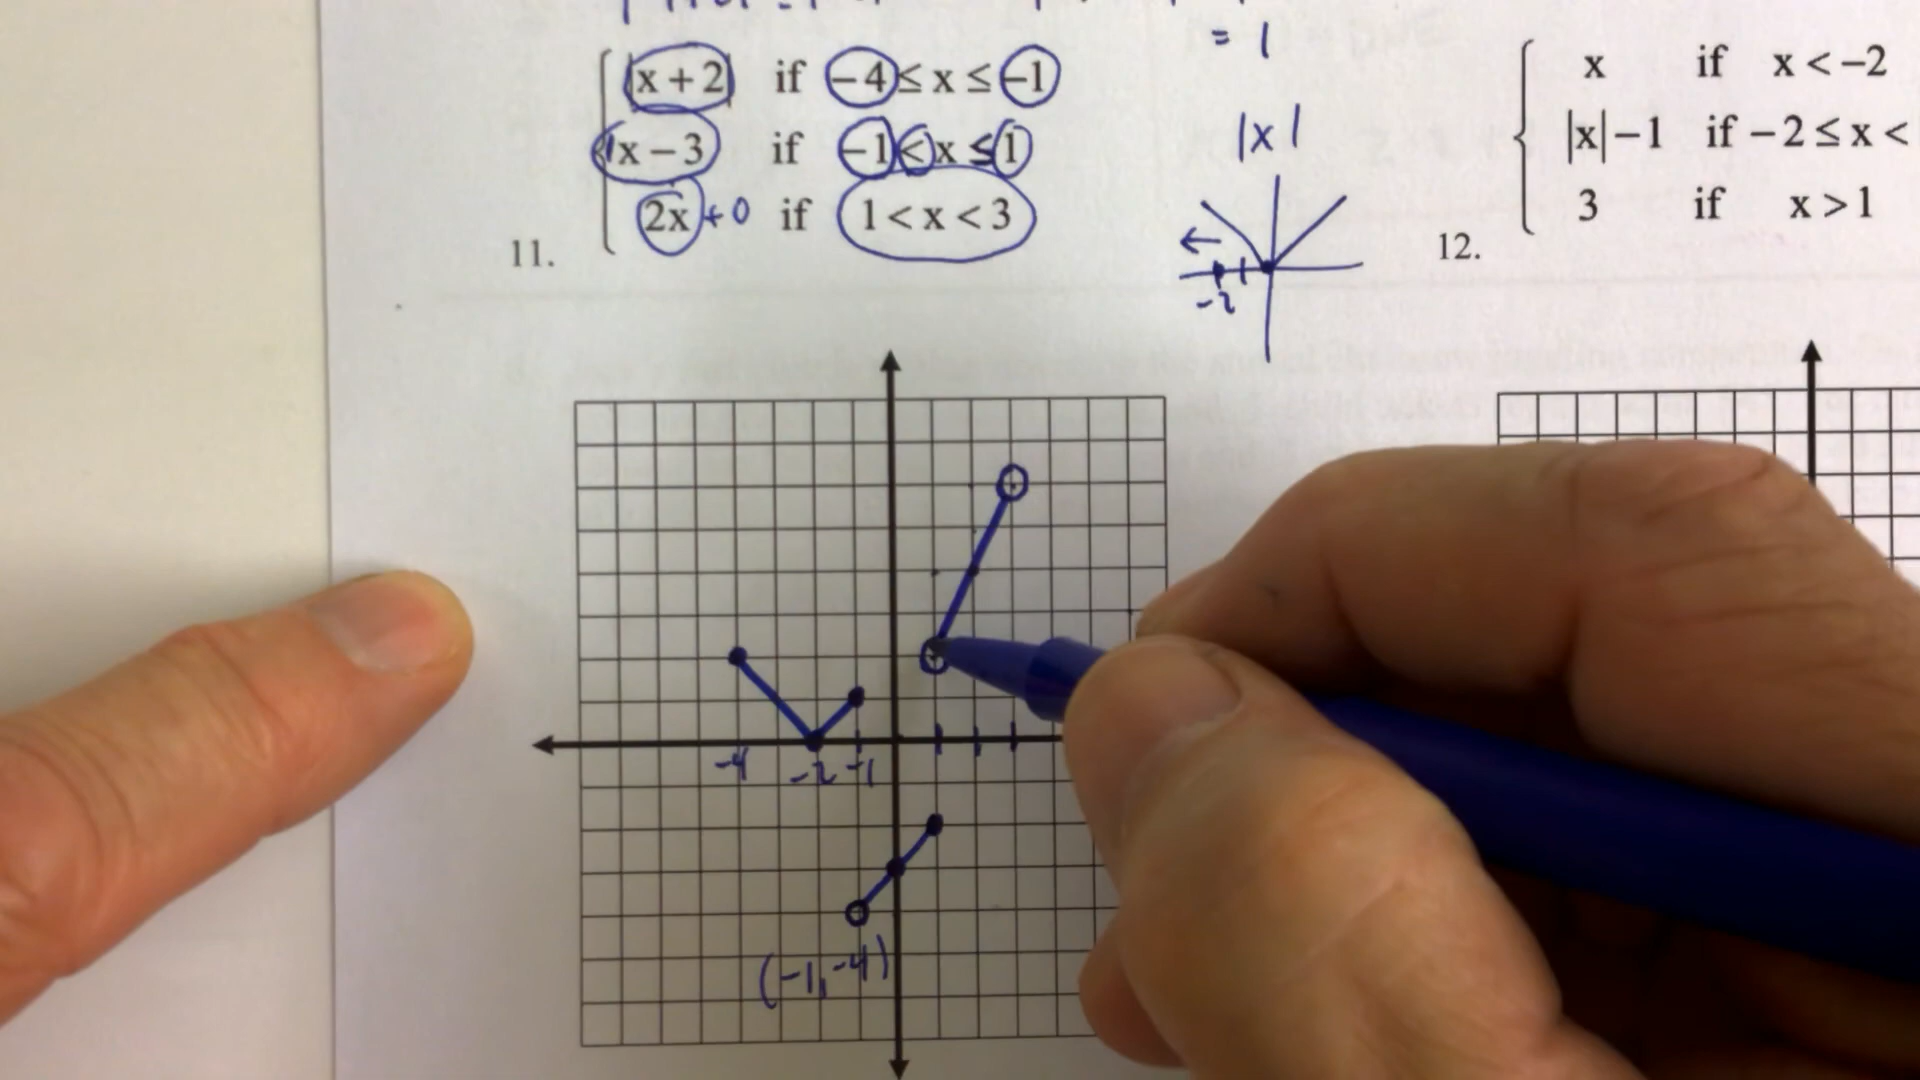 = 1
|x+2| if -4 ≤ x ≤ -1
1x-3 if -1 < x ≤ 1
2x+0 if 1 < x < 3
11.
|x|
-2
x if x < -2
|x|-1 if -2 ≤ x <
3 if x > 1
12.
-4 -2 -1
(-1,-4)